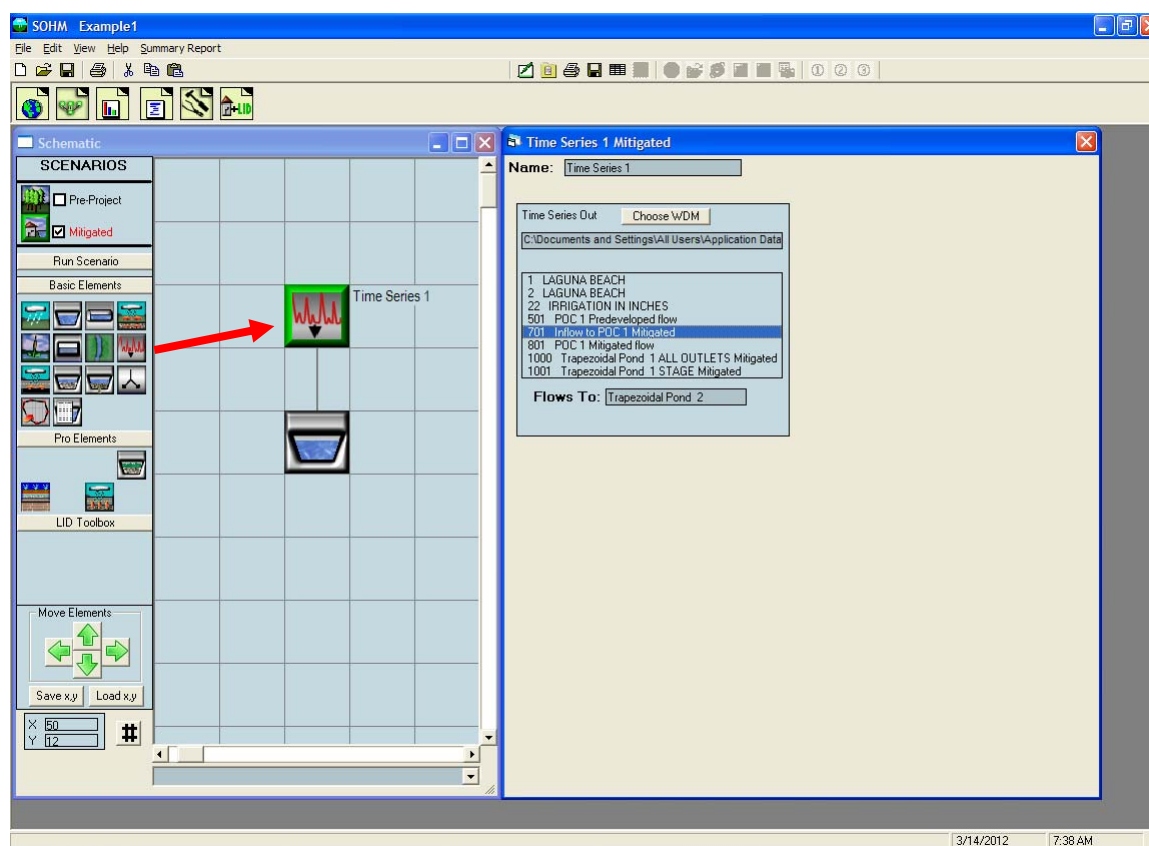 SOHM Example1
File Edit View Help Summary Report
+LID
Schematic
SCENARIOS
Pre-Project
Mitigated
Run Scenario
Basic Elements
Pro Elements
LID Toolbox
Move Elements
Save x,y Load x,y
X 50
Y 12
#
Time Series 1
Time Series 1 Mitigated
Name: Time Series 1
Time Series Out Choose WDM
C:\Documents and Settings\All Users\Application Data
1 LAGUNA BEACH
2 LAGUNA BEACH
22 IRRIGATION IN INCHES
501 POC 1 Predeveloped flow
701 Inflow to POC 1 Mitigated
801 POC 1 Mitigated flow
1000 Trapezoidal Pond 1 ALL OUTLETS Mitigated
1001 Trapezoidal Pond 1 STAGE Mitigated
Flows To: Trapezoidal Pond 2
3/14/2012 7:38 AM